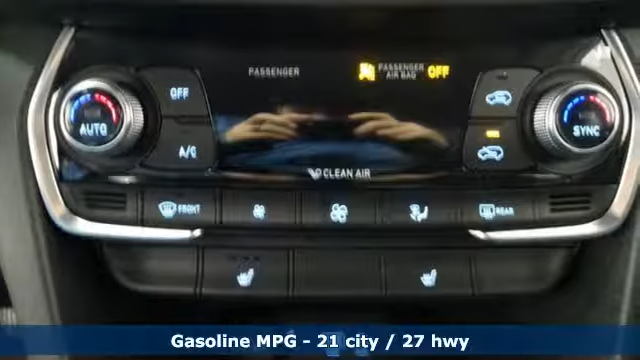 PASSENGER
PASSENGER
AIR BAG OFF
OFF
AUTO
A/C
SYNC
CLEAN AIR
FRONT
REAR
Gasoline MPG - 21 city / 27 hwy